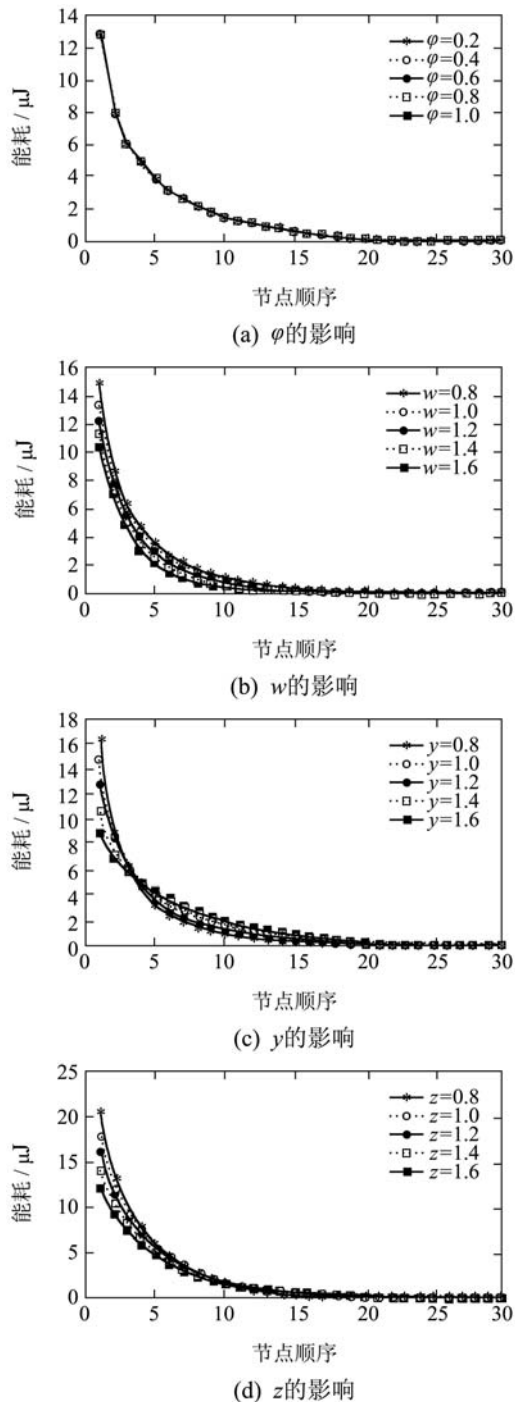 14
12
10
8
6
4
2
0
能耗 / μJ
φ=0.2
φ=0.4
φ=0.6
φ=0.8
φ=1.0
0 5 10 15 20 25 30
节点顺序
(a) φ的影响
16
14
12
10
8
6
4
2
0
能耗 / μJ
w=0.8
w=1.0
w=1.2
w=1.4
w=1.6
0 5 10 15 20 25 30
节点顺序
(b) w的影响
18
16
14
12
10
8
6
4
2
0
能耗 / μJ
y=0.8
y=1.0
y=1.2
y=1.4
y=1.6
0 5 10 15 20 25 30
节点顺序
(c) y的影响
25
20
15
10
5
0
能耗 / μJ
z=0.8
z=1.0
z=1.2
z=1.4
z=1.6
0 5 10 15 20 25 30
节点顺序
(d) z的影响